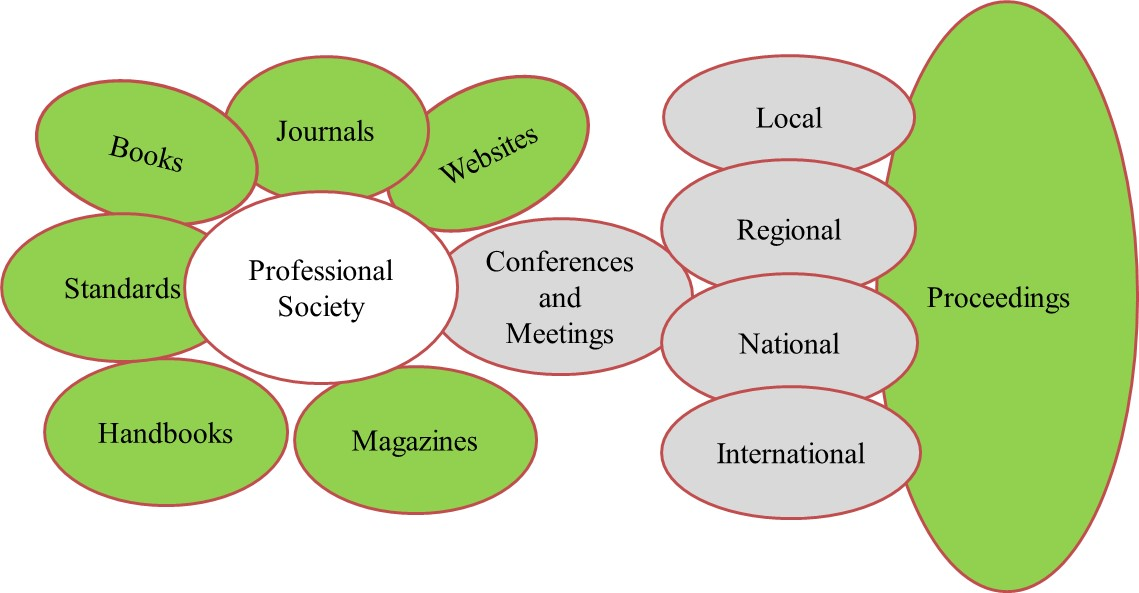 Books
Journals
Websites
Standards
Professional
Society
Handbooks
Magazines
Conferences
and
Meetings
Local
Regional
National
International
Proceedings